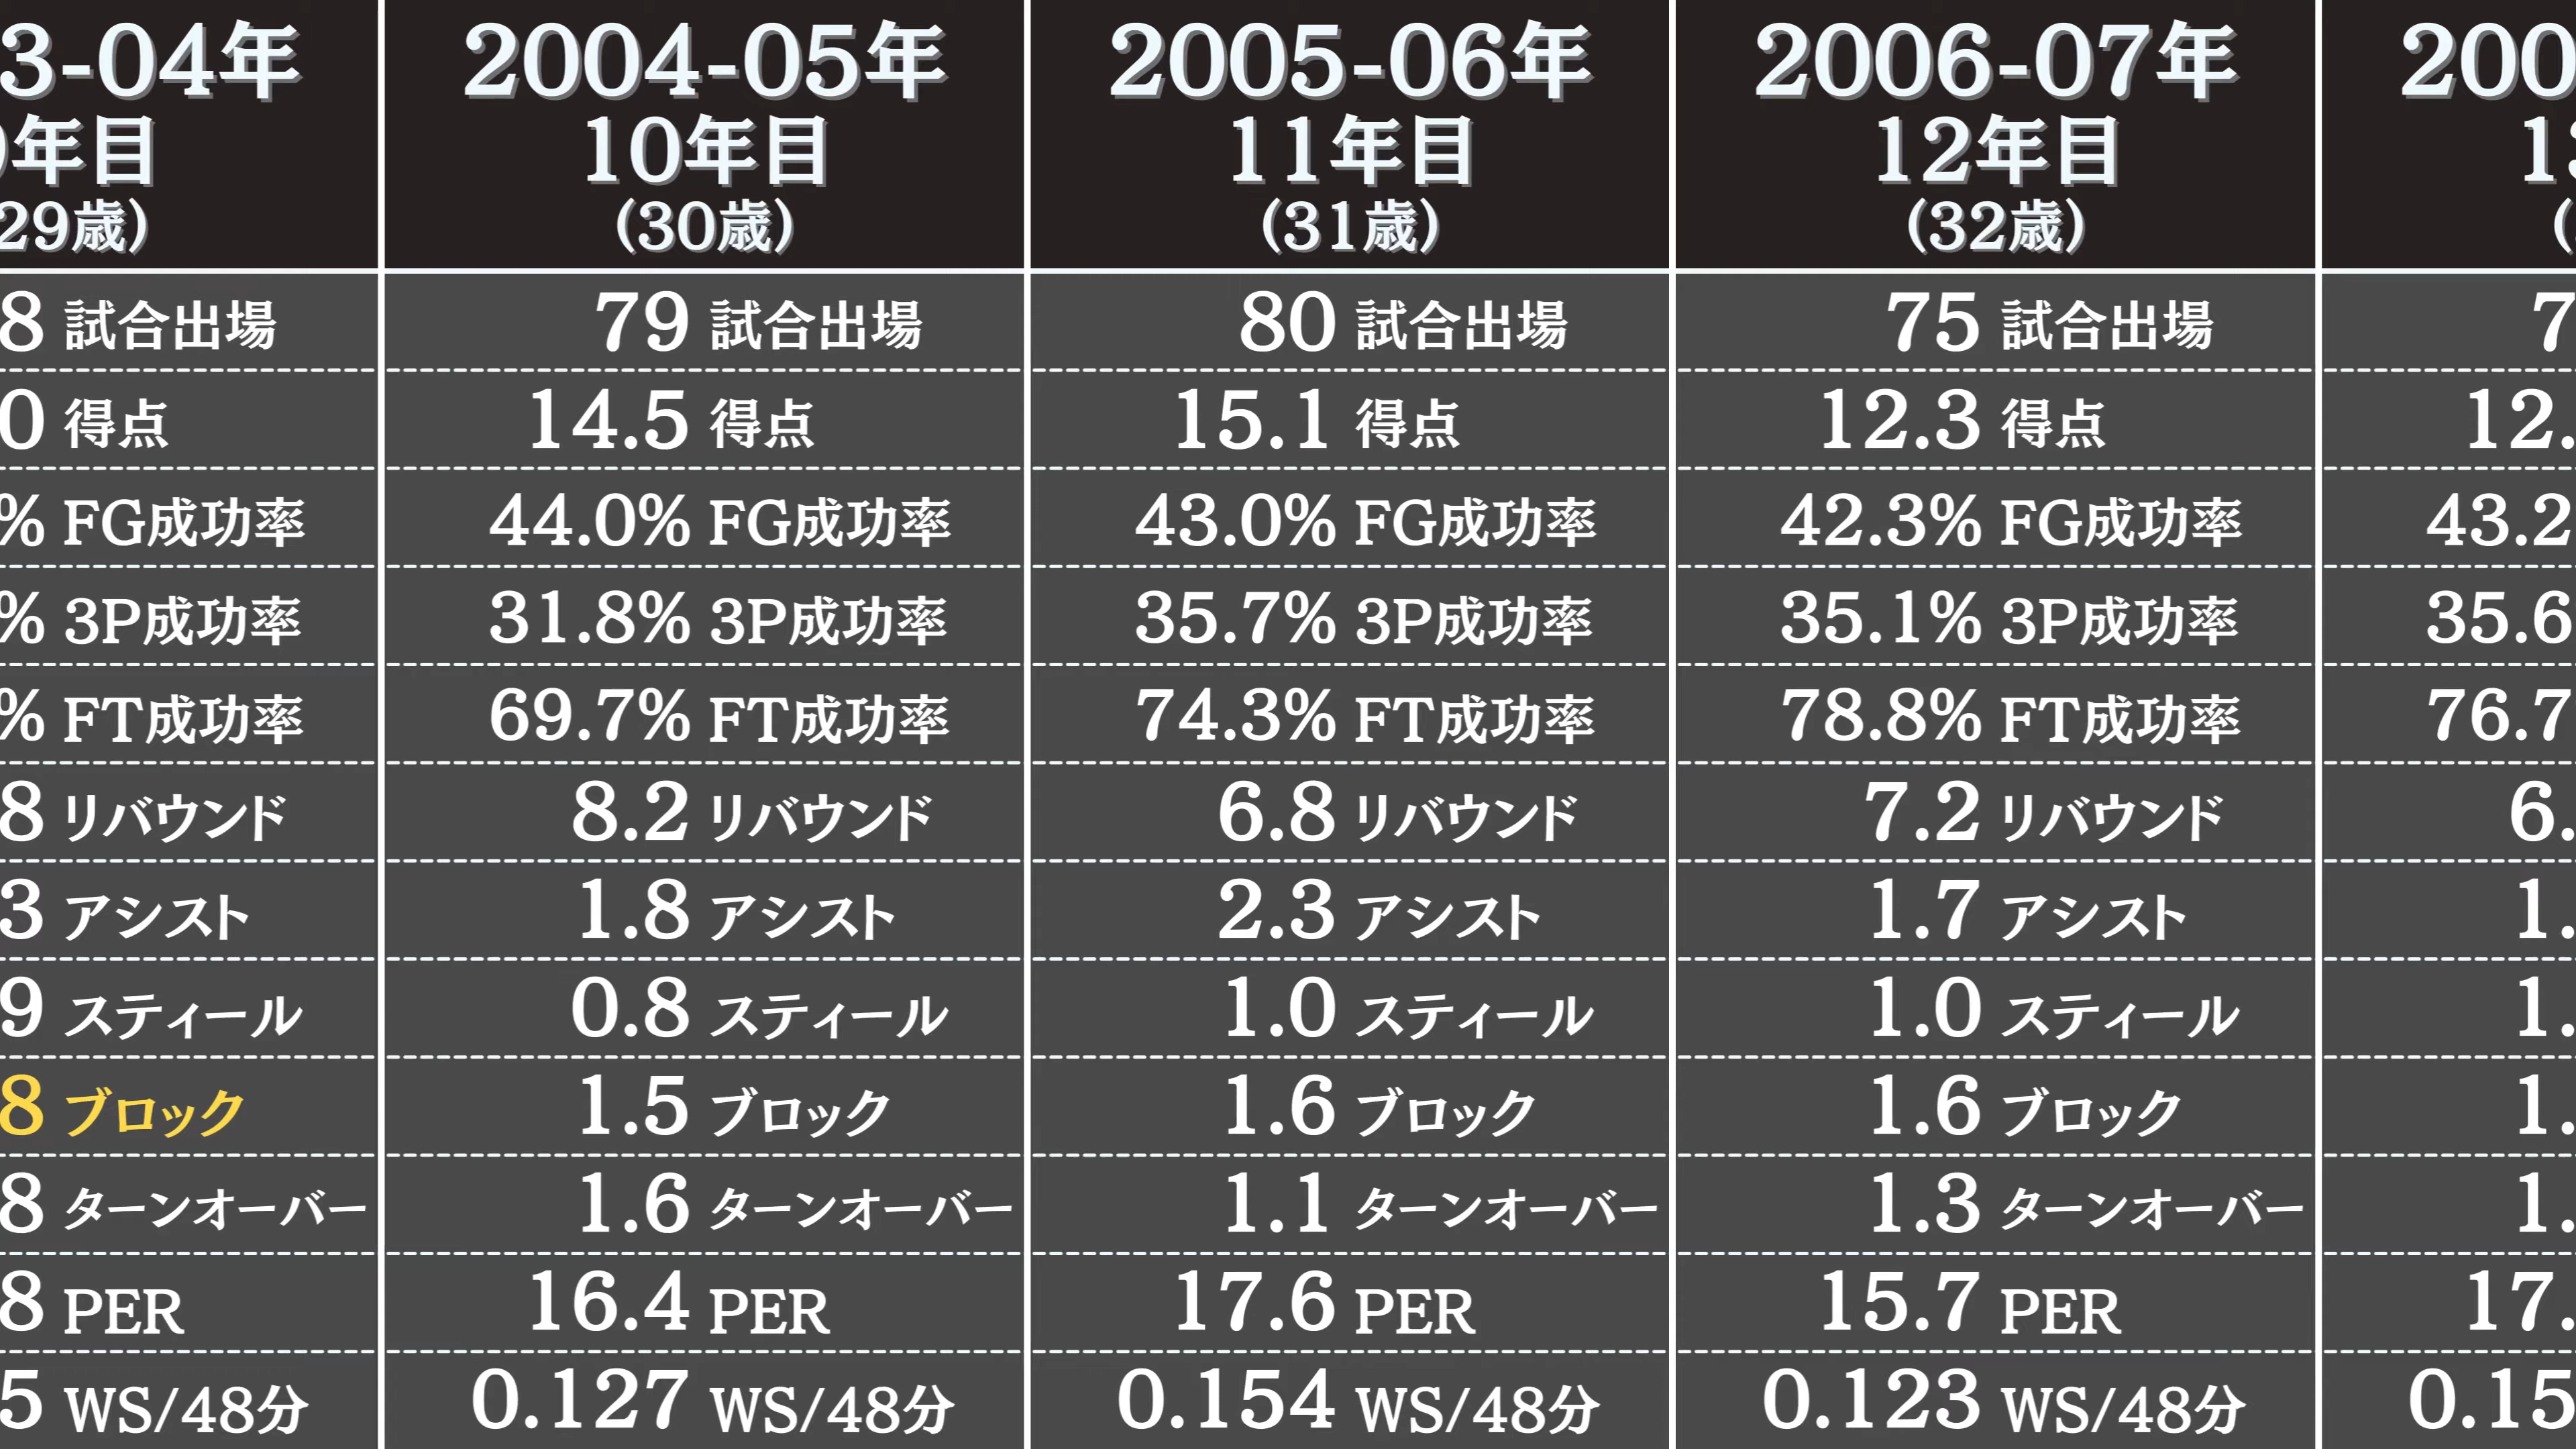 3-04年
年目
29歳)
8 試合出場
0 得点
% FG成功率
% 3P成功率
% FT成功率
8 リバウンド
3 アシスト
9 スティール
8 ブロック
8 ターンオーバー
8 PER
5 WS/48分
2004-05年
10年目
(30歳)
79 試合出場
14.5 得点
44.0% FG成功率
31.8% 3P成功率
69.7% FT成功率
8.2 リバウンド
1.8 アシスト
0.8 スティール
1.5 ブロック
1.6 ターンオーバー
16.4 PER
0.127 WS/48分
2005-06年
11年目
(31歳)
80 試合出場
15.1 得点
43.0% FG成功率
35.7% 3P成功率
74.3% FT成功率
6.8 リバウンド
2.3 アシスト
1.0 スティール
1.6 ブロック
1.1 ターンオーバー
17.6 PER
0.154 WS/48分
2006-07年
12年目
(32歳)
75 試合出場
12.3 得点
42.3% FG成功率
35.1% 3P成功率
78.8% FT成功率
7.2 リバウンド
1.7 アシスト
1.0 スティール
1.6 ブロック
1.3 ターンオーバー
15.7 PER
0.123 WS/48分
200
1
(
7
12.
43.2
35.6
76.7
6.
1.
1.
1.
1.
17.
0.15